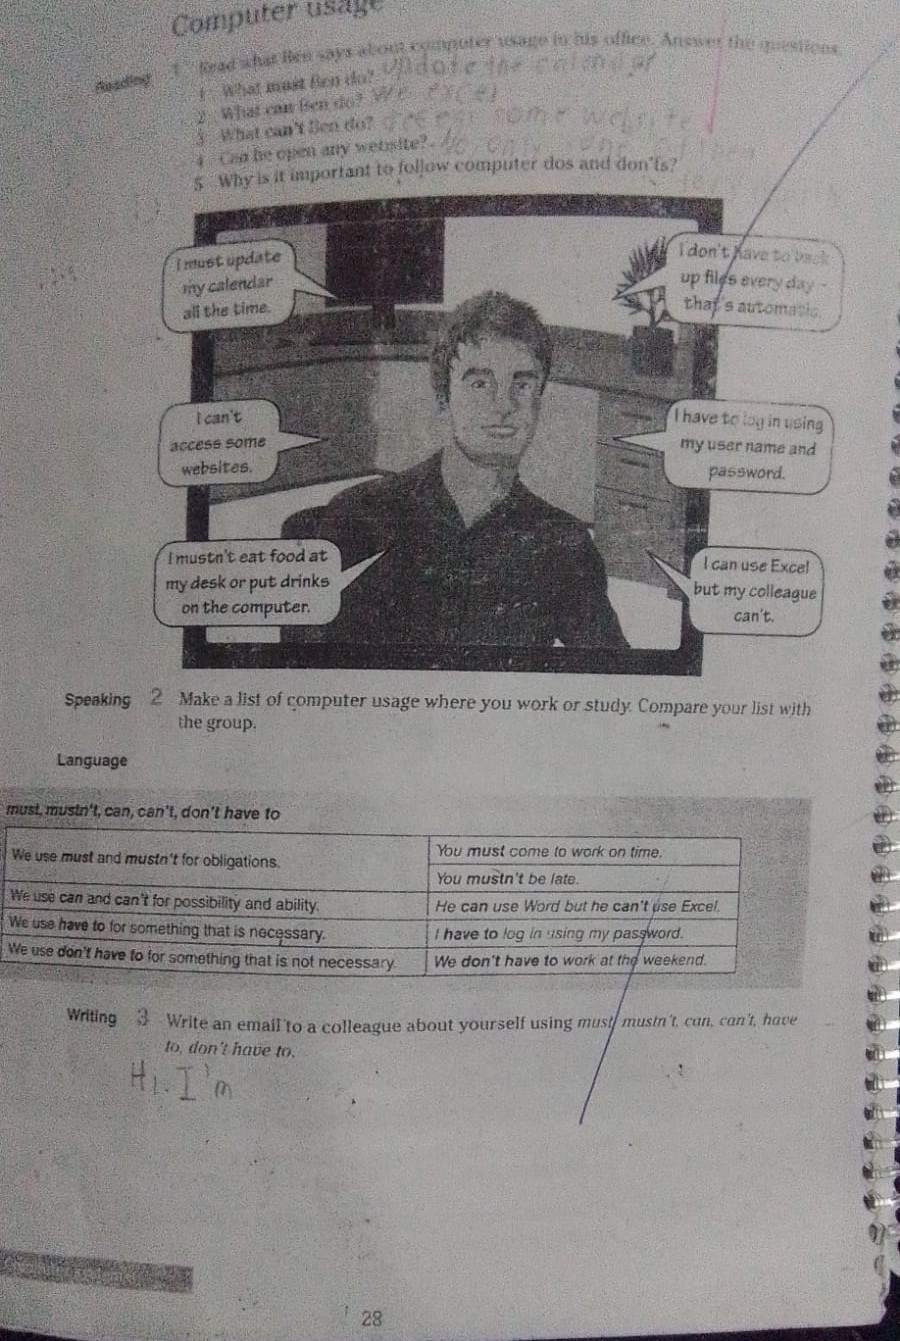 Computer usage
Reading 1 Read what Ben says about computer usage in his office. Answer the questions.
1 What must Ben do? update the calendar
2 What can Ben do? we excel
3 What can't Ben do? some website
4 Can he open any website? No only some of them
5 Why is it important to follow computer dos and don'ts?
I must update
my calendar
all the time.
I don't have to back
up files every day -
that's automatic.
I can't
access some
websites.
I have to log in using
my user name and
password.
I mustn't eat food at
my desk or put drinks
on the computer.
I can use Excel
but my colleague
can't.
Speaking 2 Make a list of computer usage where you work or study. Compare your list with
the group.
Language
must, mustn't, can, can't, don't have to
We use must and mustn't for obligations.
You must come to work on time.
You mustn't be late.
We use can and can't for possibility and ability.
He can use Word but he can't use Excel.
We use have to for something that is necessary.
I have to log in using my password.
We use don't have to for something that is not necessary.
We don't have to work at the weekend.
Writing 3 Write an email to a colleague about yourself using must, mustn't, can, can't, have
to, don't have to.
Hi. I'm
28